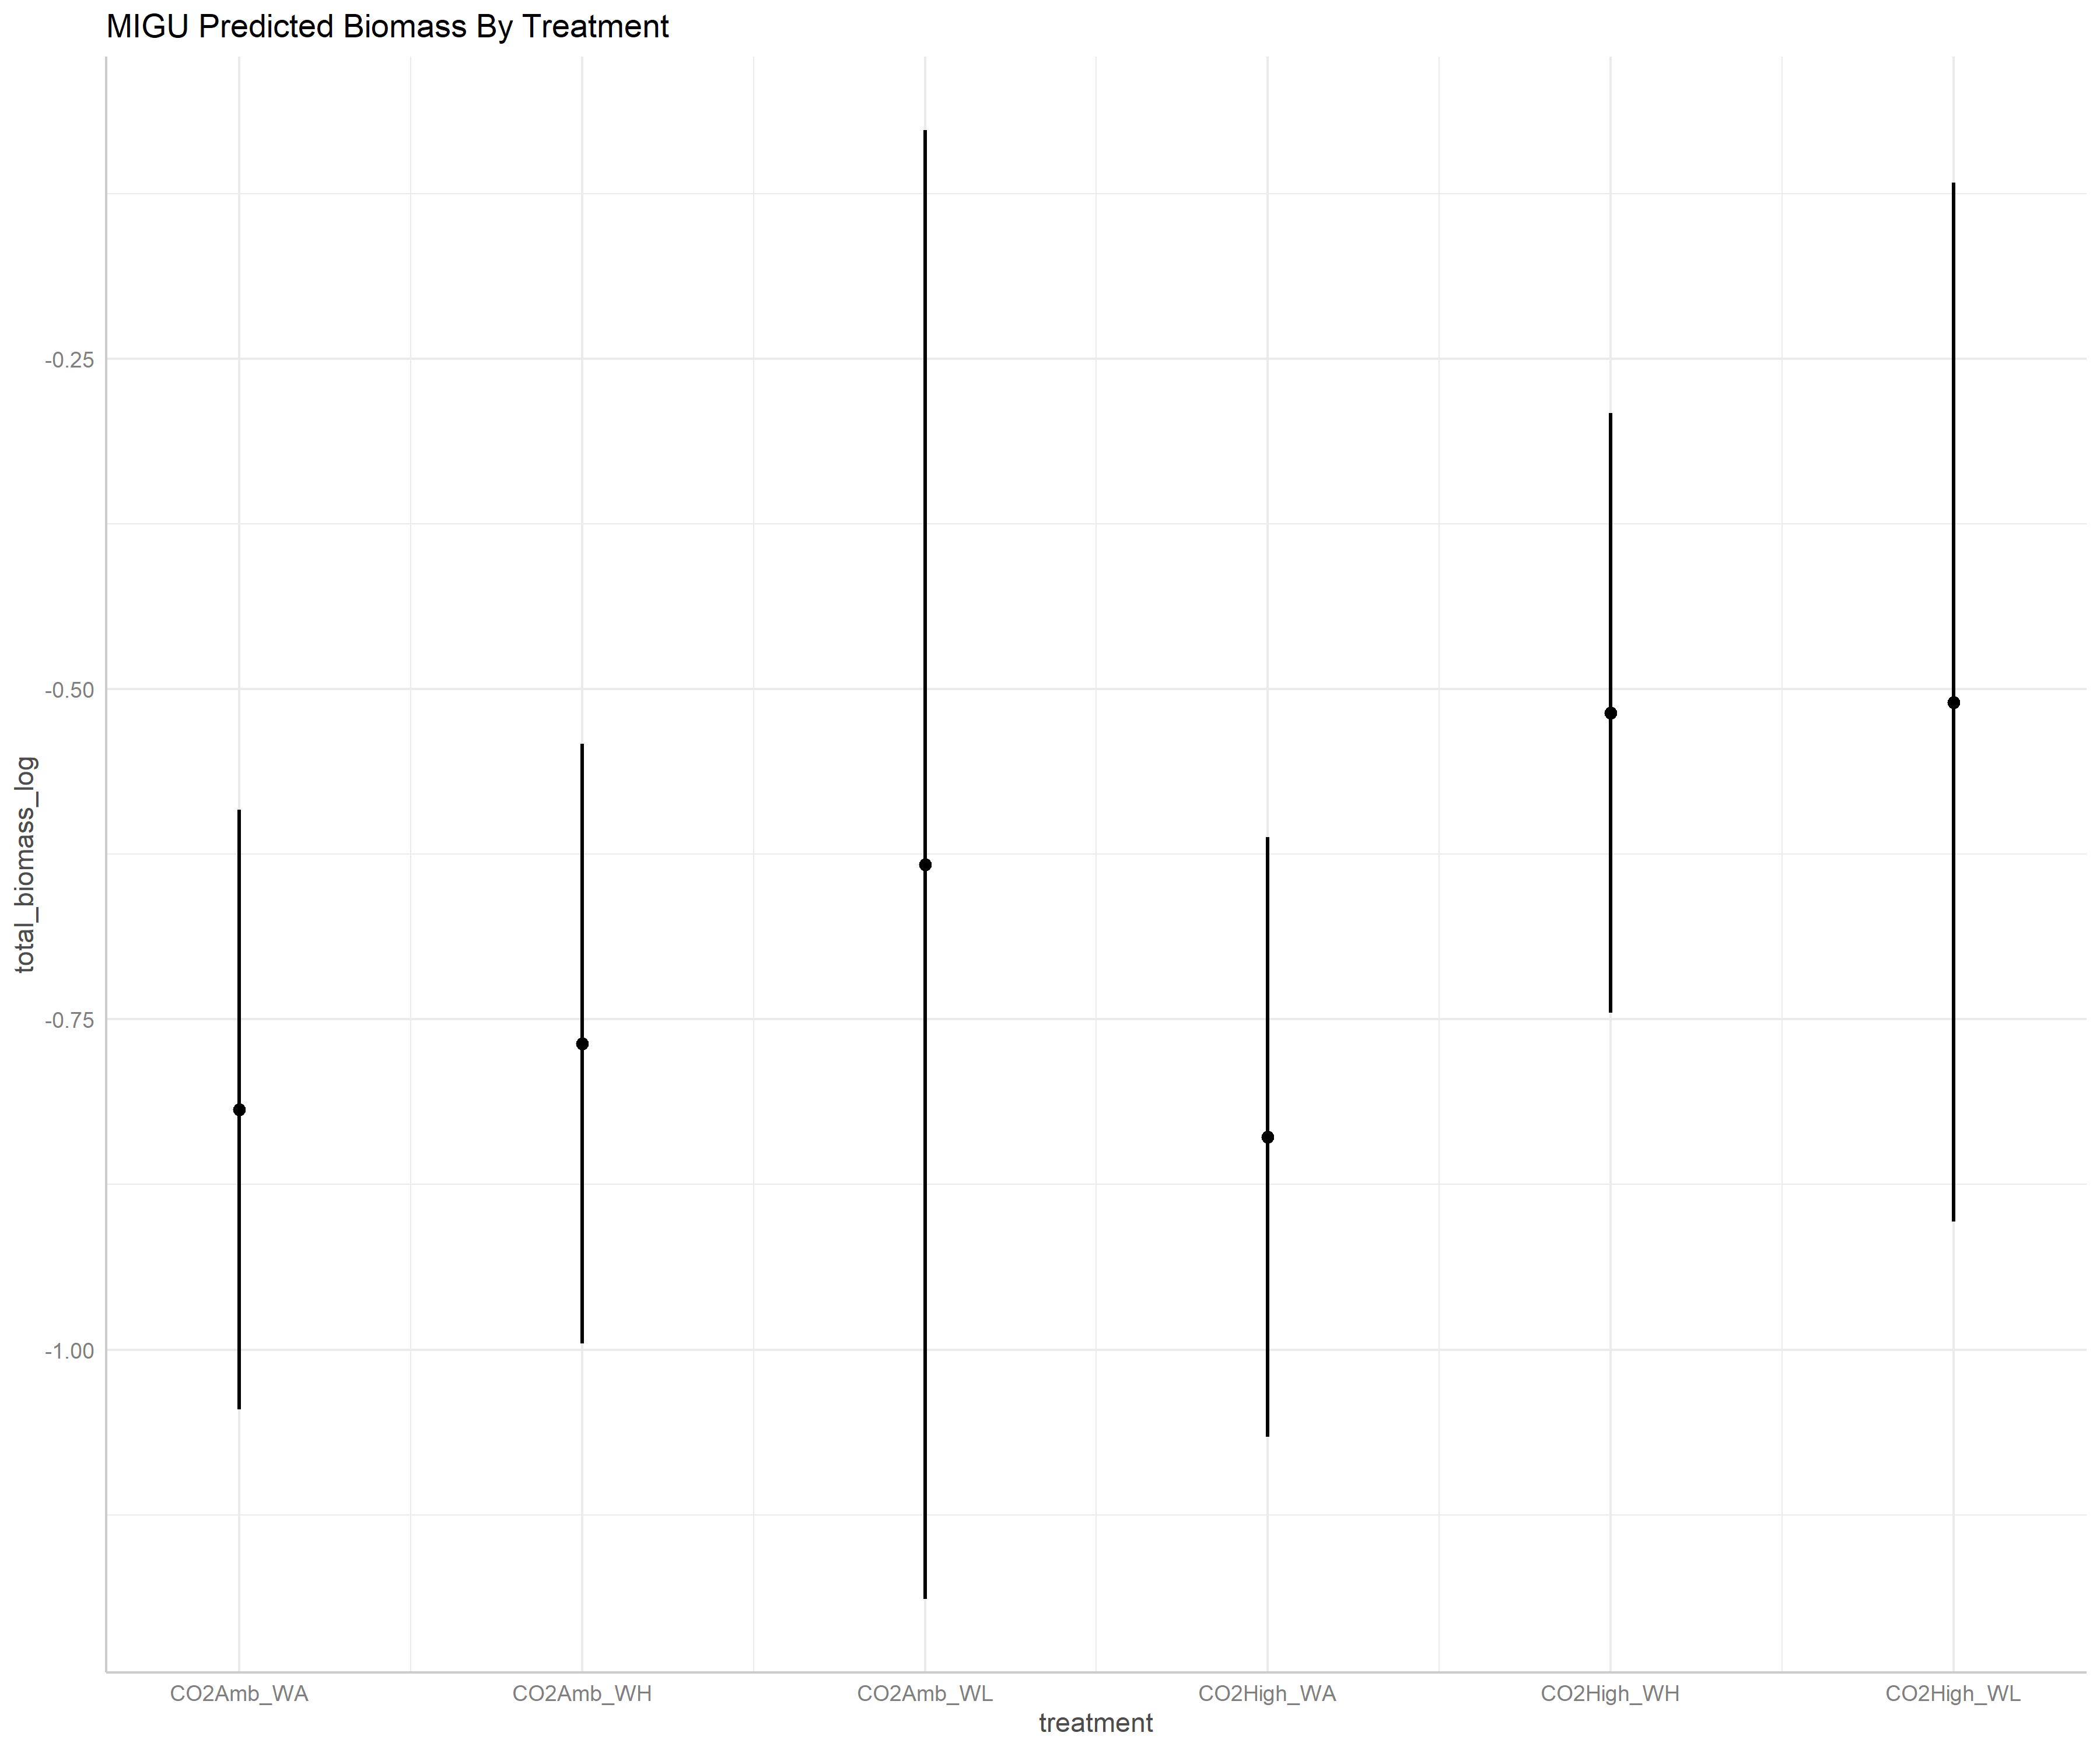 MIGU Predicted Biomass By Treatment
total_biomass_log
-0.25
-0.50
-0.75
-1.00
CO2Amb_WA CO2Amb_WH CO2Amb_WL CO2High_WA CO2High_WH CO2High_WL
treatment